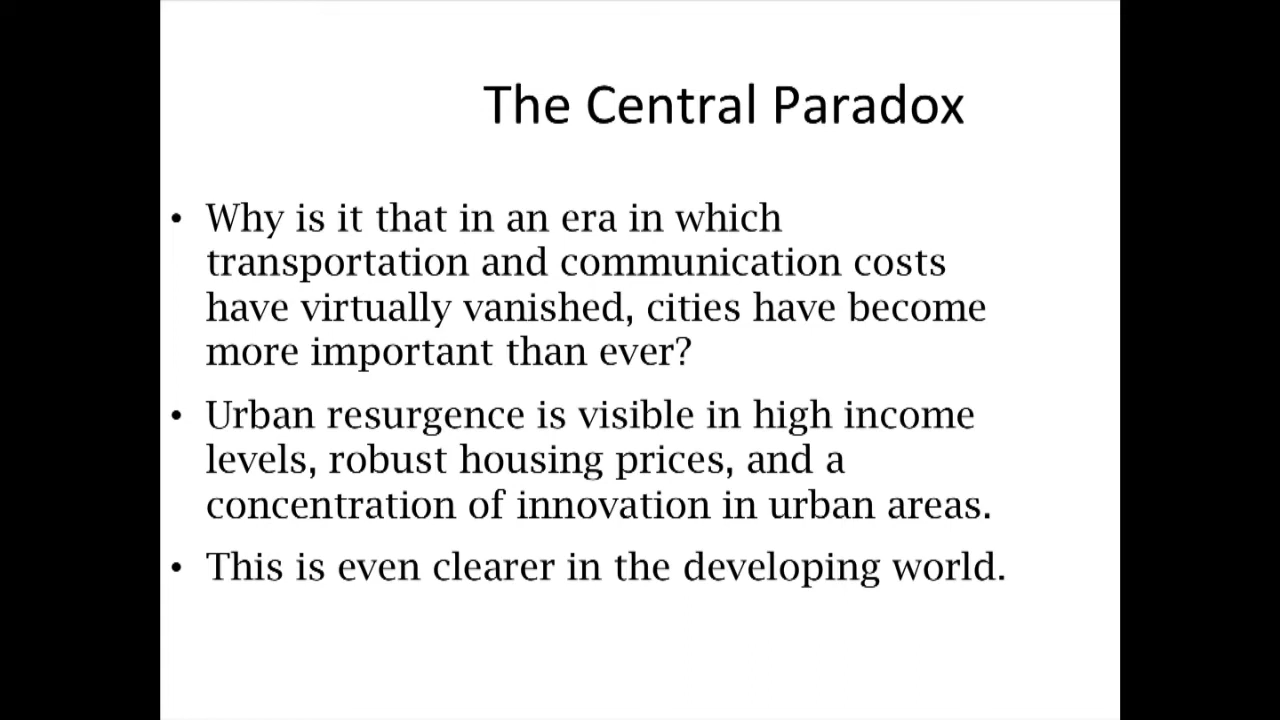 The Central Paradox
• Why is it that in an era in which
transportation and communication costs
have virtually vanished, cities have become
more important than ever?
• Urban resurgence is visible in high income
levels, robust housing prices, and a
concentration of innovation in urban areas.
• This is even clearer in the developing world.